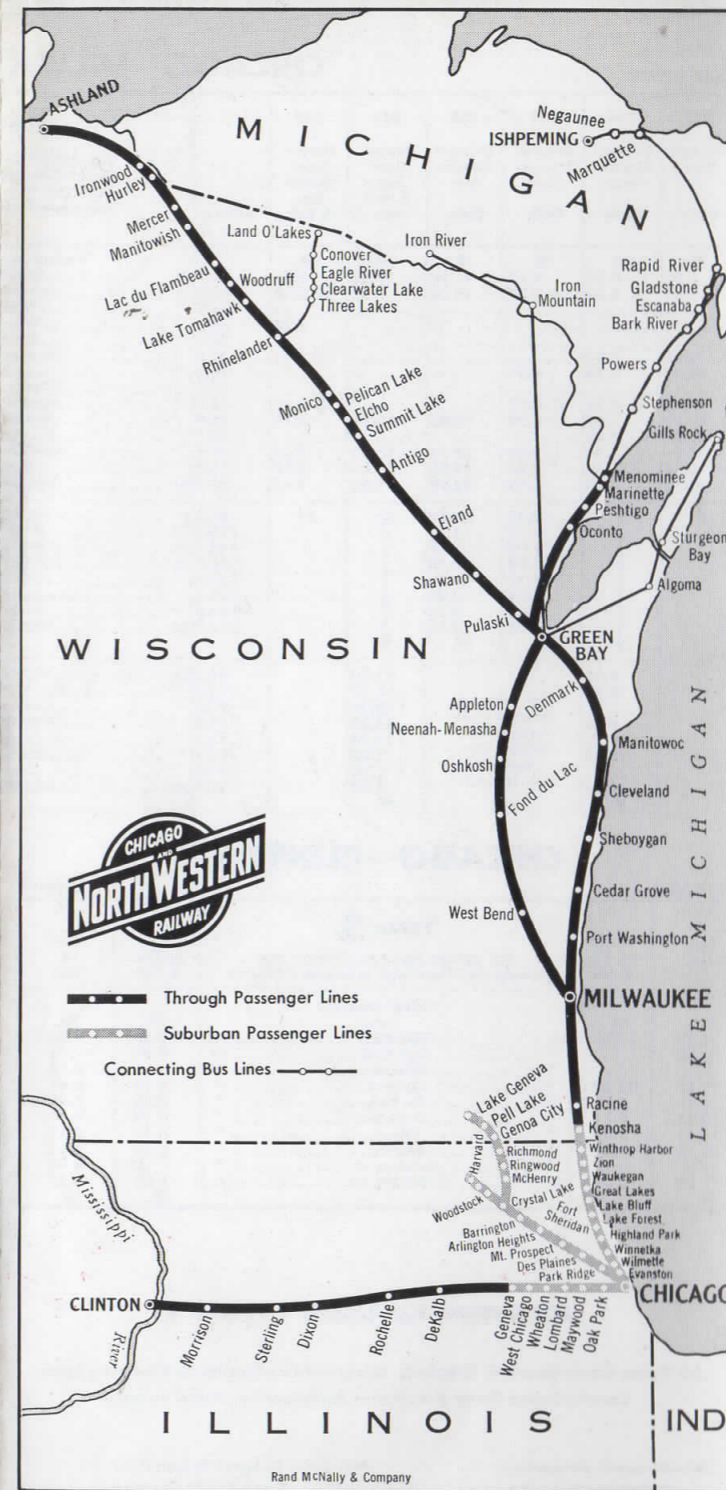 ASHLAND
MICHIGAN
Negaunee
ISHPEMING
Marquette
Ironwood
Hurley
Mercer
Manitowish
Land O'Lakes
Iron River
Conover
Eagle River
Clearwater Lake
Three Lakes
Lac du Flambeau
Woodruff
Lake Tomahawk
Rhinelander
Iron
Mountain
Rapid River
Gladstone
Escanaba
Bark River
Powers
Stephenson
Gills Rock
Monico
Pelican Lake
Elcho
Summit Lake
Antigo
Menominee
Marinette
Peshtigo
Oconto
Eland
Sturgeon
Bay
Shawano
Algoma
Pulaski
WISCONSIN
GREEN
BAY
Appleton
Denmark
Neenah-Menasha
Manitowoc
Oshkosh
Fond du Lac
Cleveland
LAKE MICHIGAN
Sheboygan
CHICAGO
AND
NORTH WESTERN
RAILWAY
Cedar Grove
West Bend
Port Washington
Through Passenger Lines
MILWAUKEE
Suburban Passenger Lines
Connecting Bus Lines
Racine
Lake Geneva
Pell Lake
Genoa City
Kenosha
Harvard
Richmond
Ringwood
McHenry
Winthrop Harbor
Zion
Waukegan
Great Lakes
Lake Bluff
Lake Forest
Highland Park
Winnetka
Wilmette
Evanston
Woodstock
Crystal Lake
Fort
Sheridan
Barrington
Arlington Heights
Mt. Prospect
Des Plaines
Park Ridge
Mississippi
River
CLINTON
CHICAGO
Morrison
Sterling
Dixon
Rochelle
DeKalb
Geneva
West Chicago
Wheaton
Lombard
Maywood
Oak Park
ILLINOIS
IND
Rand McNally & Company